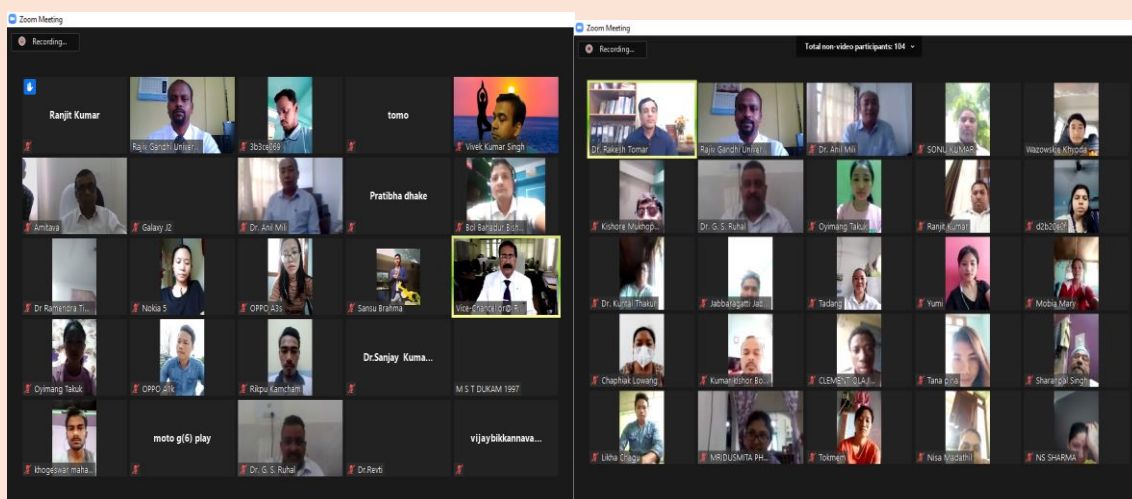 Zoom Meeting
Recording...
Ranjit Kumar
Rajiv Gandhi Univer...
3b3ce069
tomo
Vivek Kumar Singh
Amitava
Galaxy J2
Dr. Anil Mili
Pratibha dhake
Bol Bahadur Bish...
Dr Ramendra Ti...
Nokia 5
OPPO A3s
Sansu Brahma
Vice-Chancellor@ R...
Oyimang Takuk
OPPO A1k
Rikpu Kamcham
Dr.Sanjay Kuma...
M S T DUKAM 1997
khogeswar maha...
moto g(6) play
Dr. G. S. Ruhal
Dr.Revti
vijaybikkannava...
Zoom Meeting
Recording...
Total non-video participants: 104
Dr. Rakesh Tomar
Rajiv Gandhi Univer...
Dr. Anil Mili
SONU KUMAR
Wazowskie Khyoda
Kishore Mukhop...
Dr. G. S. Ruhal
Oyimang Takuk
Ranjit Kumar
d2b20e0f
Dr. Kuntal Thakur
Jabbaragatti Jab...
Tadang
Yumi
Mobia Mary
Chaphiak Lowang
Kumar kishor Bo...
CLEMENT OLA...
Tana pina
Sharanpal Singh
Likha Chagu
MRIDUSMITA PH...
Tokmem
Nisa Madathil
NS SHARMA